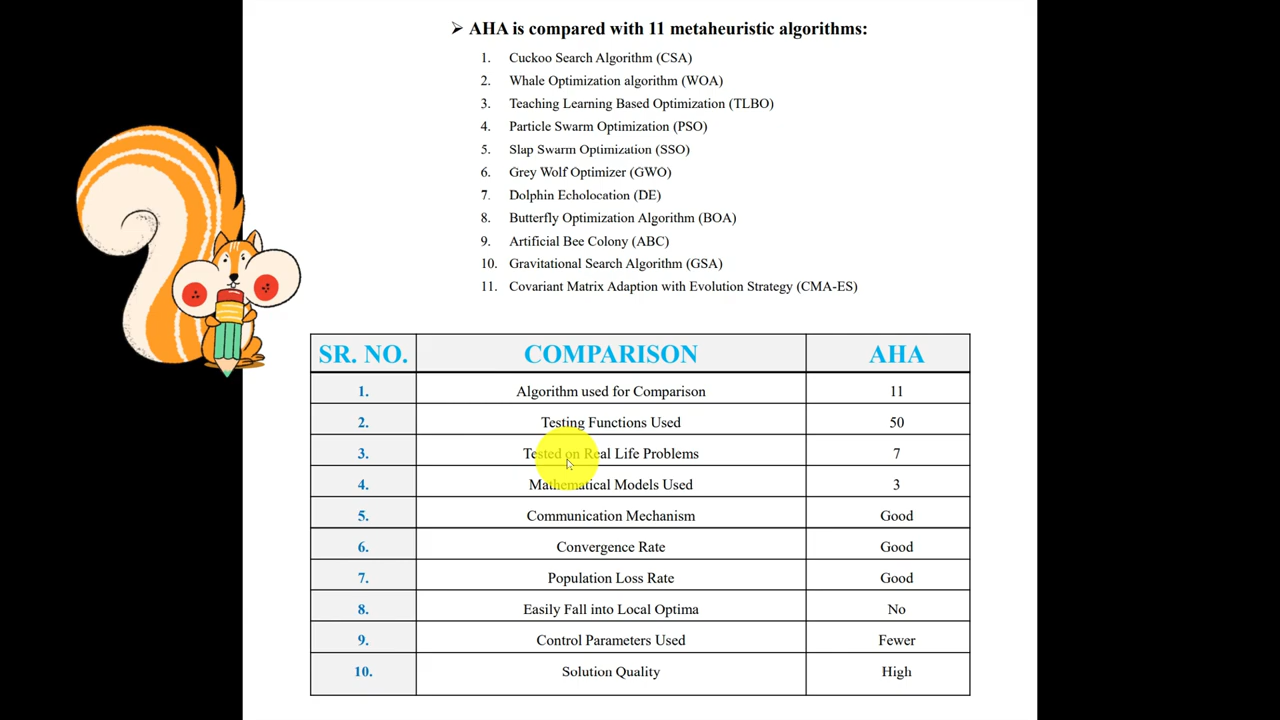 ➢ AHA is compared with 11 metaheuristic algorithms:
1. Cuckoo Search Algorithm (CSA)
2. Whale Optimization algorithm (WOA)
3. Teaching Learning Based Optimization (TLBO)
4. Particle Swarm Optimization (PSO)
5. Slap Swarm Optimization (SSO)
6. Grey Wolf Optimizer (GWO)
7. Dolphin Echolocation (DE)
8. Butterfly Optimization Algorithm (BOA)
9. Artificial Bee Colony (ABC)
10. Gravitational Search Algorithm (GSA)
11. Covariant Matrix Adaption with Evolution Strategy (CMA-ES)
SR. NO. COMPARISON AHA
1. Algorithm used for Comparison 11
2. Testing Functions Used 50
3. Tested on Real Life Problems 7
4. Mathematical Models Used 3
5. Communication Mechanism Good
6. Convergence Rate Good
7. Population Loss Rate Good
8. Easily Fall into Local Optima No
9. Control Parameters Used Fewer
10. Solution Quality High